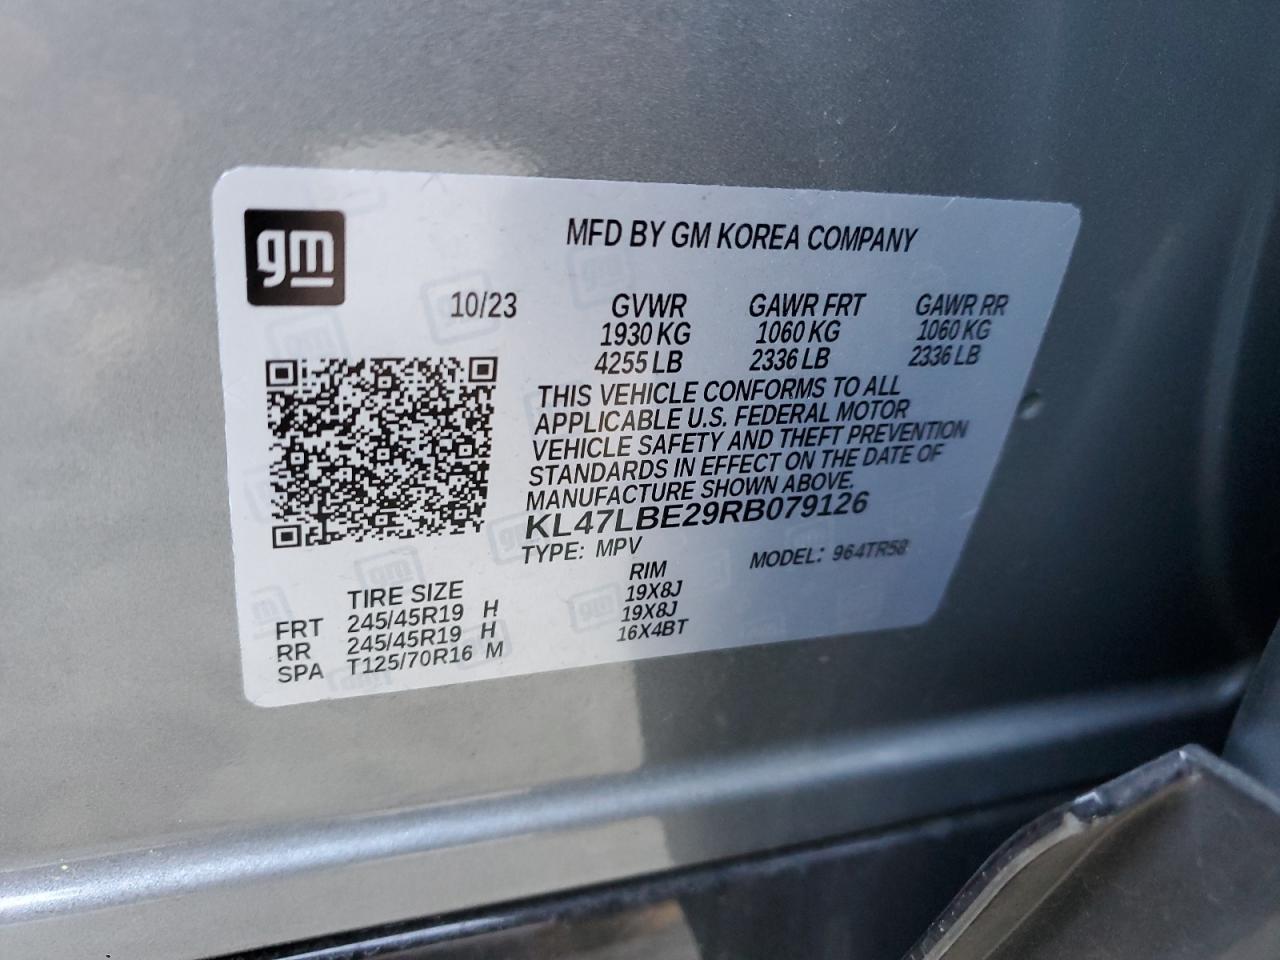 gm
MFD BY GM KOREA COMPANY
10/23 GVWR GAWR FRT GAWR RR
1930 KG 1060 KG 1060 KG
4255 LB 2336 LB 2336 LB
THIS VEHICLE CONFORMS TO ALL
APPLICABLE U.S. FEDERAL MOTOR
VEHICLE SAFETY AND THEFT PREVENTION
STANDARDS IN EFFECT ON THE DATE OF
MANUFACTURE SHOWN ABOVE.
KL47LBE29RB079126
TYPE: MPV MODEL: 964TR58
TIRE SIZE RIM
FRT 245/45R19 H 19X8J
RR 245/45R19 H 19X8J
SPA T125/70R16 M 16X4BT